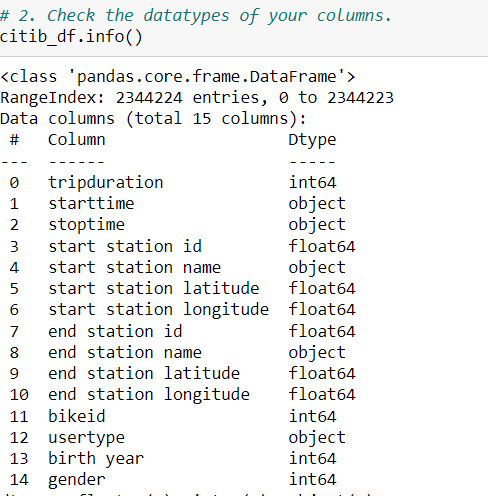 # 2. Check the datatypes of your columns.
citib_df.info()
<class 'pandas.core.frame.DataFrame'>
RangeIndex: 2344224 entries, 0 to 2344223
Data columns (total 15 columns):
 #   Column                   Dtype
---  ------                   -----
 0   tripduration             int64
 1   starttime                object
 2   stoptime                 object
 3   start station id         float64
 4   start station name       object
 5   start station latitude   float64
 6   start station longitude  float64
 7   end station id           float64
 8   end station name         object
 9   end station latitude     float64
 10  end station longitude    float64
 11  bikeid                   int64
 12  usertype                 object
 13  birth year               int64
 14  gender                   int64